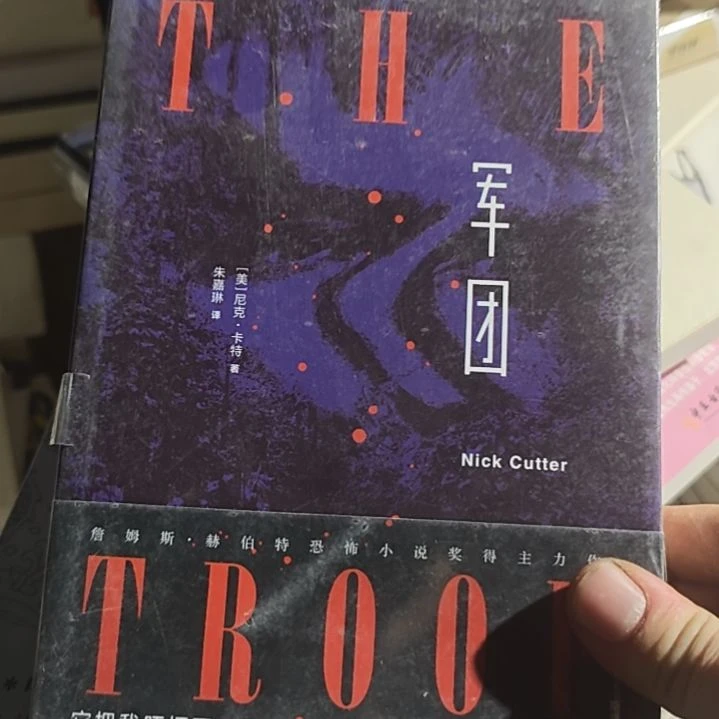 THE
军团
[美]尼克·卡特 著
朱嘉琳 译
Nick Cutter
詹姆斯·赫伯特恐怖小说奖得主力作
TROO